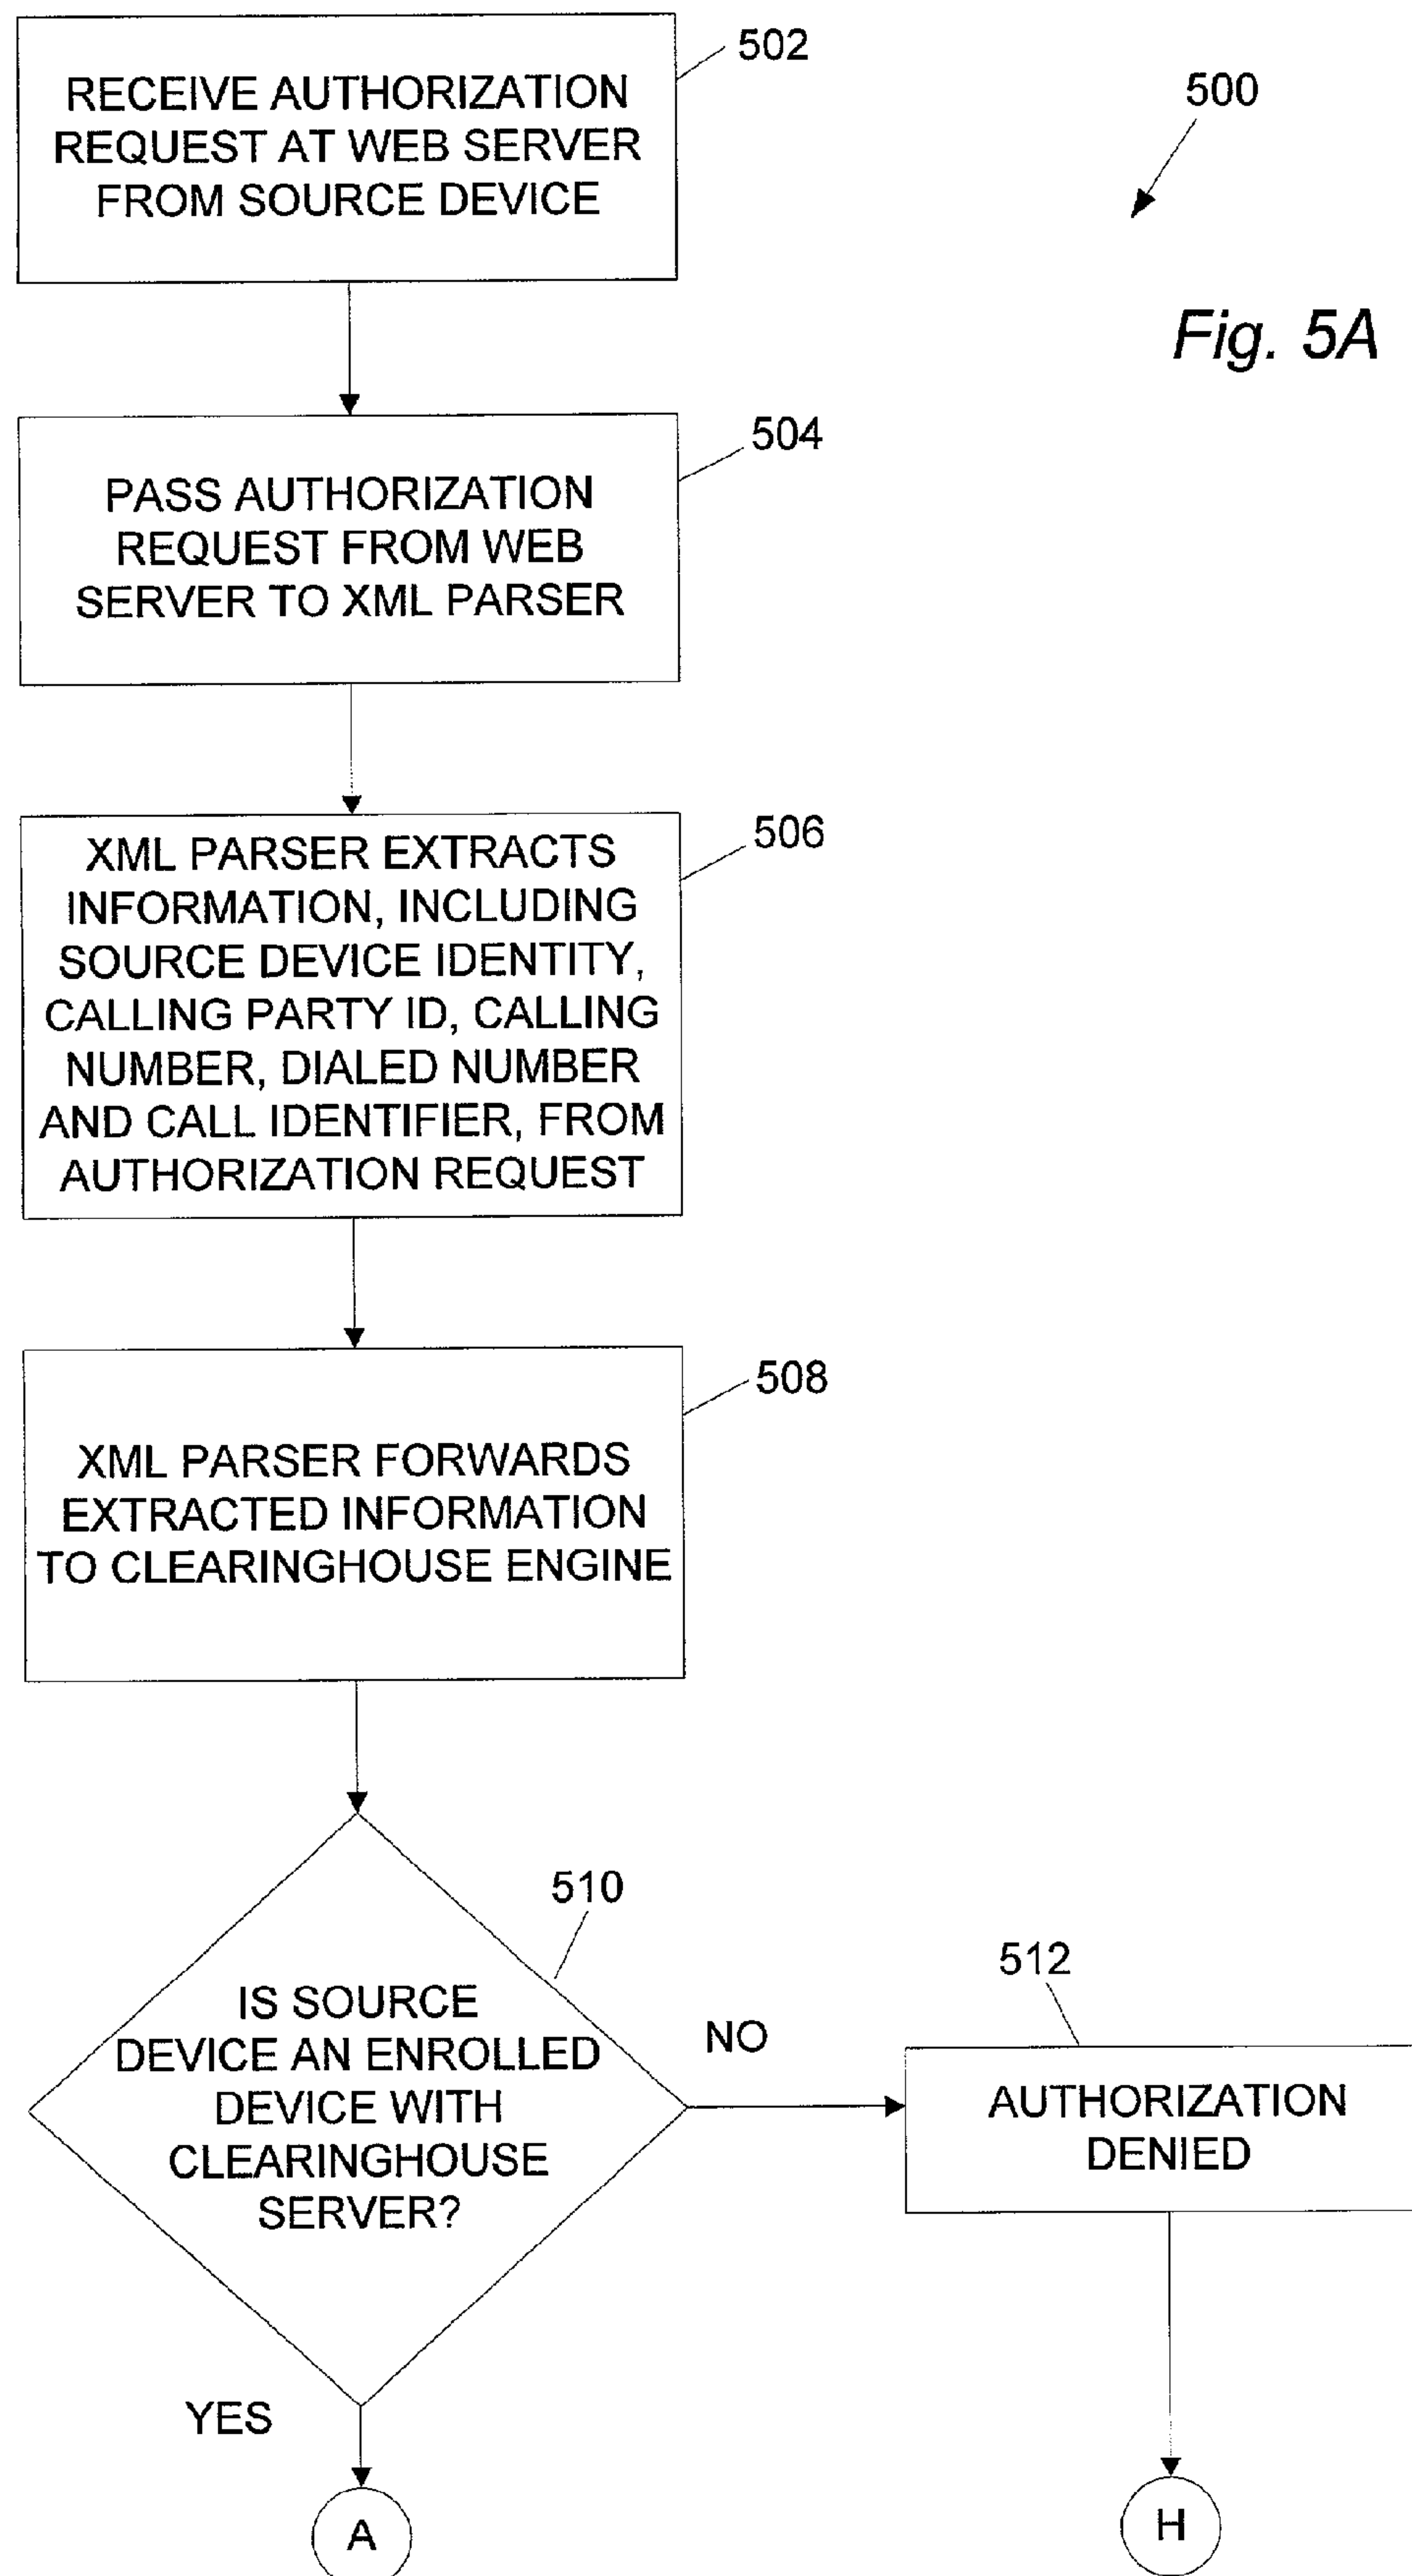 502
RECEIVE AUTHORIZATION
REQUEST AT WEB SERVER
FROM SOURCE DEVICE
500
Fig. 5A
504
PASS AUTHORIZATION
REQUEST FROM WEB
SERVER TO XML PARSER
506
XML PARSER EXTRACTS
INFORMATION, INCLUDING
SOURCE DEVICE IDENTITY,
CALLING PARTY ID, CALLING
NUMBER, DIALED NUMBER
AND CALL IDENTIFIER, FROM
AUTHORIZATION REQUEST
508
XML PARSER FORWARDS
EXTRACTED INFORMATION
TO CLEARINGHOUSE ENGINE
510
IS SOURCE
DEVICE AN ENROLLED
DEVICE WITH
CLEARINGHOUSE
SERVER?
NO
512
AUTHORIZATION
DENIED
YES
A
H